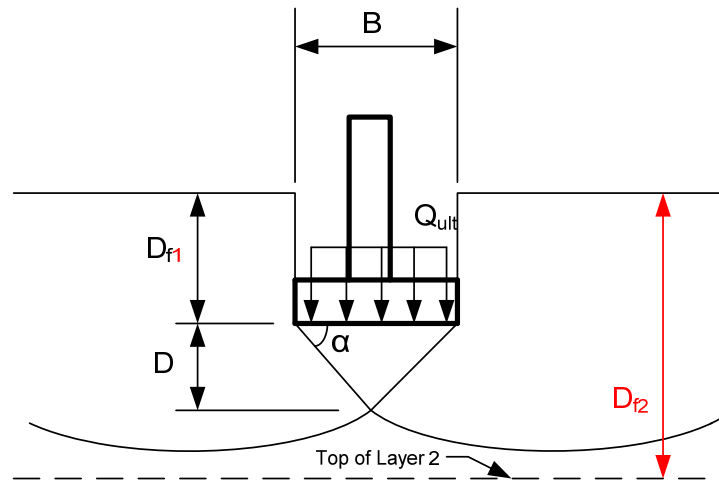 B
Qult
Df1
α
D
Df2
Top of Layer 2